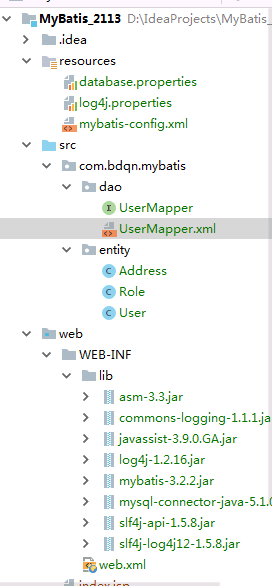 MyBatis_2113 D:\IdeaProjects\MyBatis_
.idea
resources
database.properties
log4j.properties
mybatis-config.xml
src
com.bdqn.mybatis
dao
UserMapper
UserMapper.xml
entity
Address
Role
User
web
WEB-INF
lib
asm-3.3.jar
commons-logging-1.1.1.ja
javassist-3.9.0.GA.jar
log4j-1.2.16.jar
mybatis-3.2.2.jar
mysql-connector-java-5.1.0
slf4j-api-1.5.8.jar
slf4j-log4j12-1.5.8.jar
web.xml
index.jsp